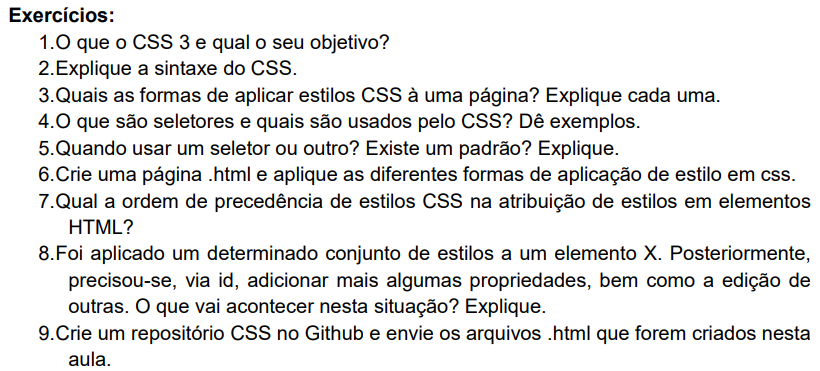 Exercícios:
1.O que o CSS 3 e qual o seu objetivo?
2.Explique a sintaxe do CSS.
3.Quais as formas de aplicar estilos CSS à uma página? Explique cada uma.
4.O que são seletores e quais são usados pelo CSS? Dê exemplos.
5.Quando usar um seletor ou outro? Existe um padrão? Explique.
6.Crie uma página .html e aplique as diferentes formas de aplicação de estilo em css.
7.Qual a ordem de precedência de estilos CSS na atribuição de estilos em elementos
HTML?
8.Foi aplicado um determinado conjunto de estilos a um elemento X. Posteriormente,
precisou-se, via id, adicionar mais algumas propriedades, bem como a edição de
outras. O que vai acontecer nesta situação? Explique.
9.Crie um repositório CSS no Github e envie os arquivos .html que forem criados nesta
aula.